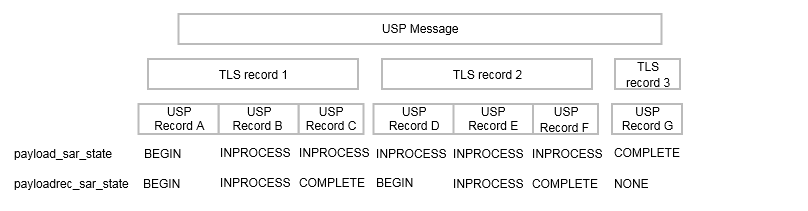 USP Message
TLS record 1
TLS record 2
TLS
record 3
USP
Record A
USP
Record B
USP
Record C
USP
Record D
USP
Record E
USP
Record F
USP
Record G
payload_sar_state BEGIN INPROCESS INPROCESS INPROCESS INPROCESS INPROCESS COMPLETE
payloadrec_sar_state BEGIN INPROCESS COMPLETE BEGIN INPROCESS COMPLETE NONE